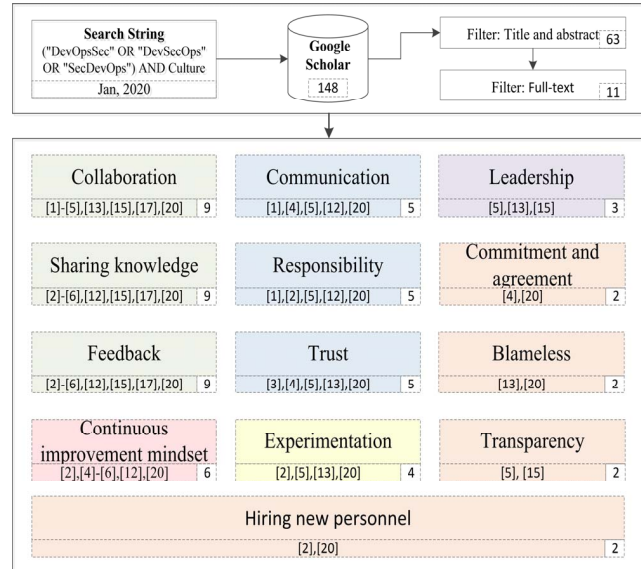 Search String
("DevOpsSec" OR "DevSecOps"
OR "SecDevOps") AND Culture
Jan, 2020
Google
Scholar
148
Filter: Title and abstract
63
Filter: Full-text
11
Collaboration
[1]-[5],[13],[15],[17],[20]
9
Communication
[1],[4],[5],[12],[20]
5
Leadership
[5],[13],[15]
3
Sharing knowledge
[2]-[6],[12],[15],[17],[20]
9
Responsibility
[1],[2],[5],[12],[20]
5
Commitment and
agreement
[4],[20]
2
Feedback
[2]-[6],[12],[15],[17],[20]
9
Trust
[3],[4],[5],[13],[20]
5
Blameless
[13],[20]
2
Continuous
improvement mindset
[2],[4]-[6],[12],[20]
6
Experimentation
[2],[5],[13],[20]
4
Transparency
[5], [15]
2
Hiring new personnel
[2],[20]
2